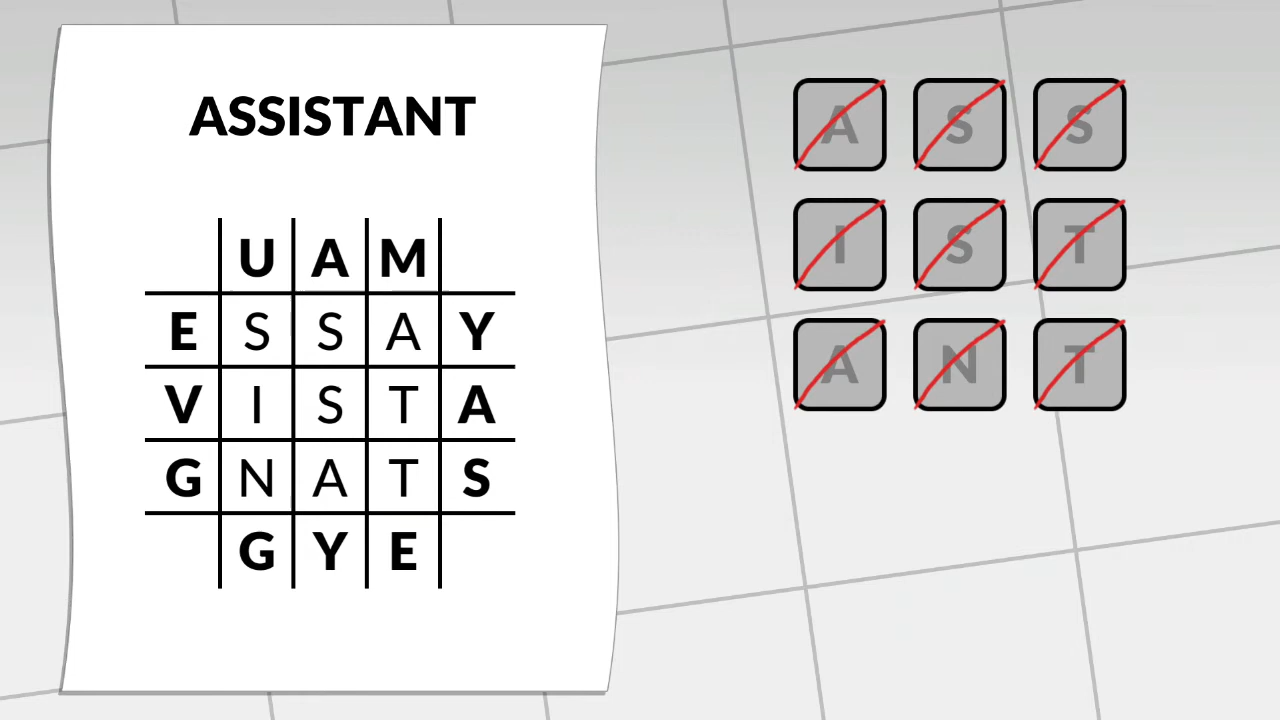 ASSISTANT
U A M
E S S A Y
V I S T A
G N A T S
G Y E
A S S
I S T
A N T